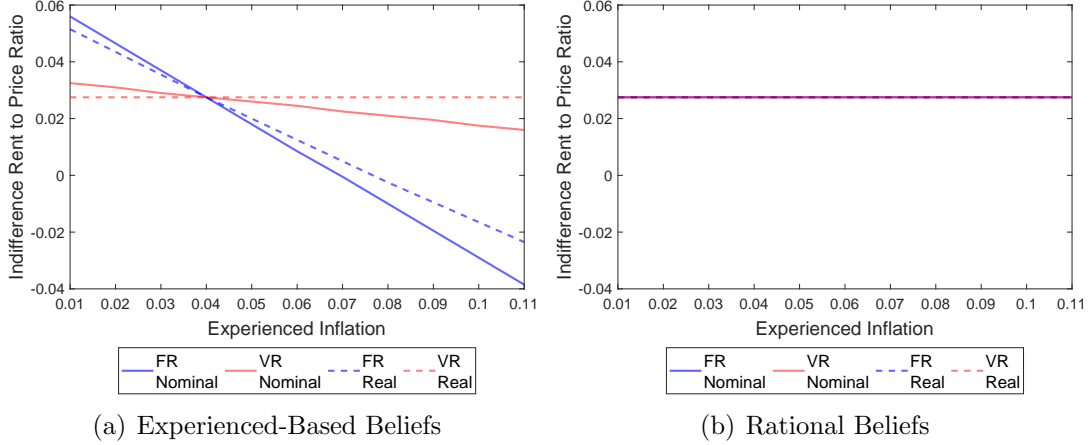 Indifference Rent to Price Ratio
0.06
0.04
0.02
0
-0.02
-0.04
0.01 0.02 0.03 0.04 0.05 0.06 0.07 0.08 0.09 0.1 0.11
Experienced Inflation
FR Nominal
VR Nominal
FR Real
VR Real
(a) Experienced-Based Beliefs
Indifference Rent to Price Ratio
0.06
0.04
0.02
0
-0.02
-0.04
0.01 0.02 0.03 0.04 0.05 0.06 0.07 0.08 0.09 0.1 0.11
Experienced Inflation
FR Nominal
VR Nominal
FR Real
VR Real
(b) Rational Beliefs